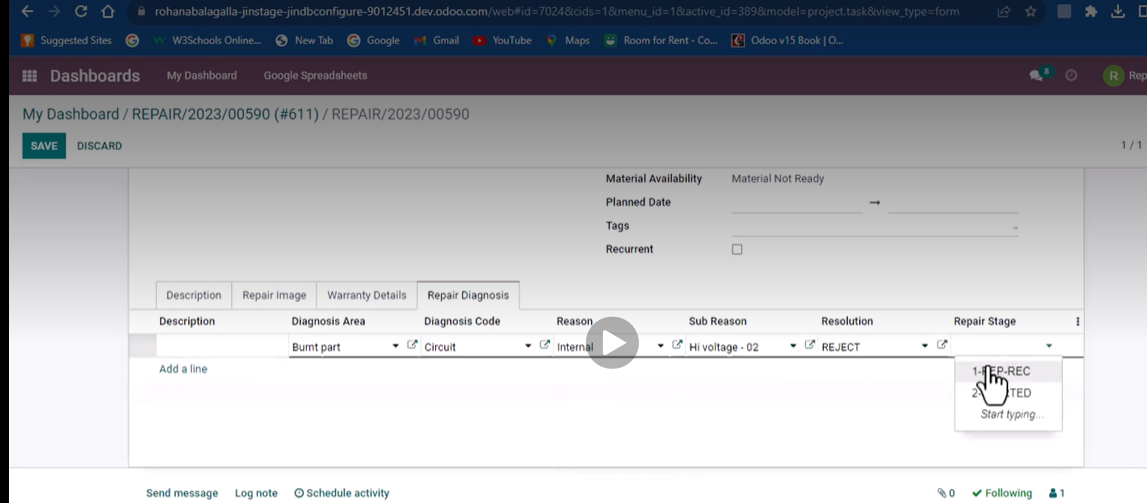 rohanabalagalla-jinstage-jindbconfigure-9012451.dev.odoo.com/web#id=7024&cids=1&menu_id=1&active_id=389&model=project.task&view_type=form
Suggested Sites W3Schools Online... New Tab Google Gmail YouTube Maps Room for Rent - Co... Odoo v15 Book | O...
Dashboards My Dashboard Google Spreadsheets 8 R Rep
My Dashboard / REPAIR/2023/00590 (#611) / REPAIR/2023/00590
SAVE DISCARD 1 / 1
Material Availability Material Not Ready
Planned Date
Tags
Recurrent
Description Repair Image Warranty Details Repair Diagnosis
Description Diagnosis Area Diagnosis Code Reason Sub Reason Resolution Repair Stage
Burnt part Circuit Internal Hi voltage - 02 REJECT
Add a line
Start typing...
Send message Log note Schedule activity 0 Following 1